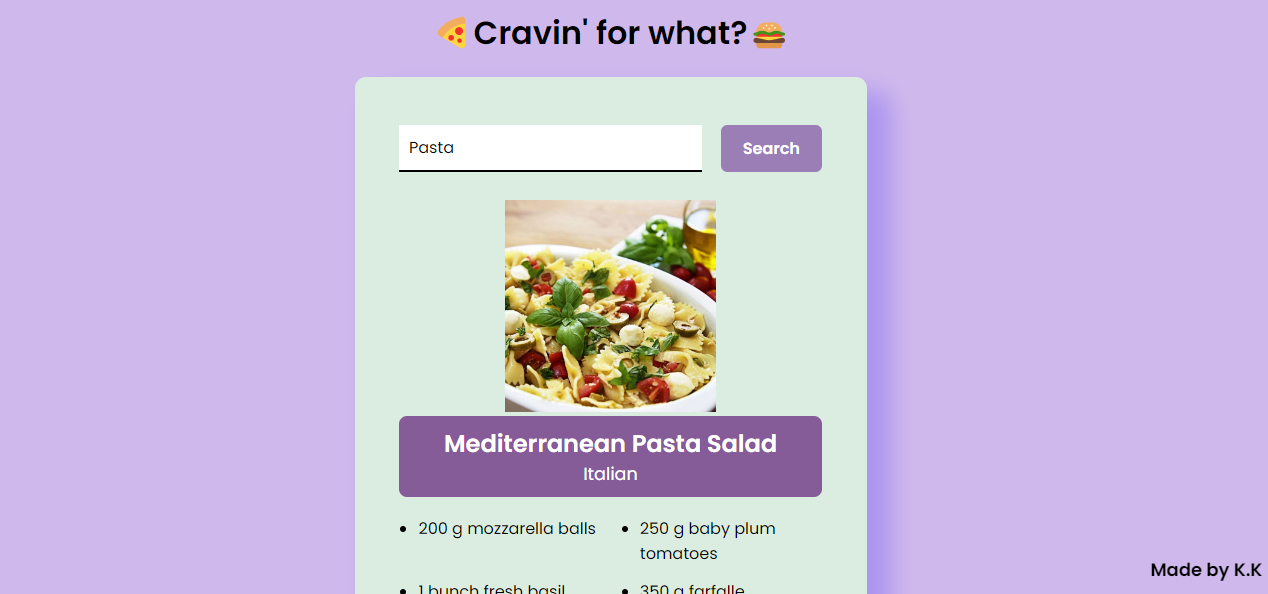 🍕 Cravin' for what? 🍔
Pasta
Search
Mediterranean Pasta Salad
Italian
• 200 g mozzarella balls
• 250 g baby plum
tomatoes
• 1 bunch fresh basil
• 350 g farfalle
Made by K.K